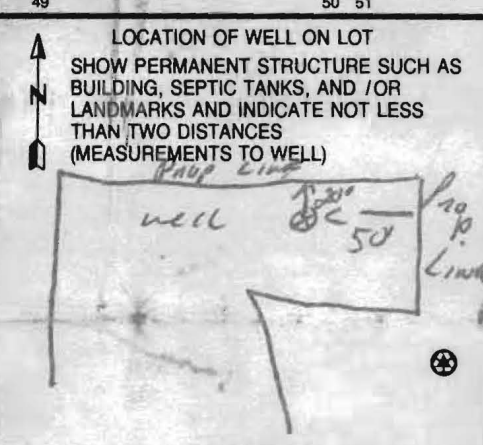 49 50 51
LOCATION OF WELL ON LOT
SHOW PERMANENT STRUCTURE SUCH AS
N BUILDING, SEPTIC TANKS, AND / OR
LANDMARKS AND INDICATE NOT LESS
THAN TWO DISTANCES
(MEASUREMENTS TO WELL)
Prop Line
well
50'
Prop.
Line